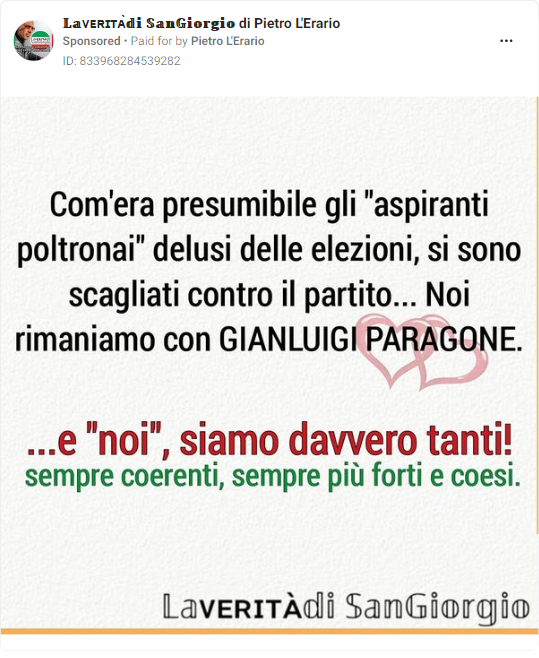 LaVERITÀdi SanGiorgio di Pietro L'Erario
Sponsored • Paid for by Pietro L'Erario
ID: 833968284539282
Com'era presumibile gli "aspiranti
poltronai" delusi delle elezioni, si sono
scagliati contro il partito... Noi
rimaniamo con GIANLUIGI PARAGONE.
...e "noi", siamo davvero tanti!
sempre coerenti, sempre più forti e coesi.
LaVERITÀdi SanGiorgio